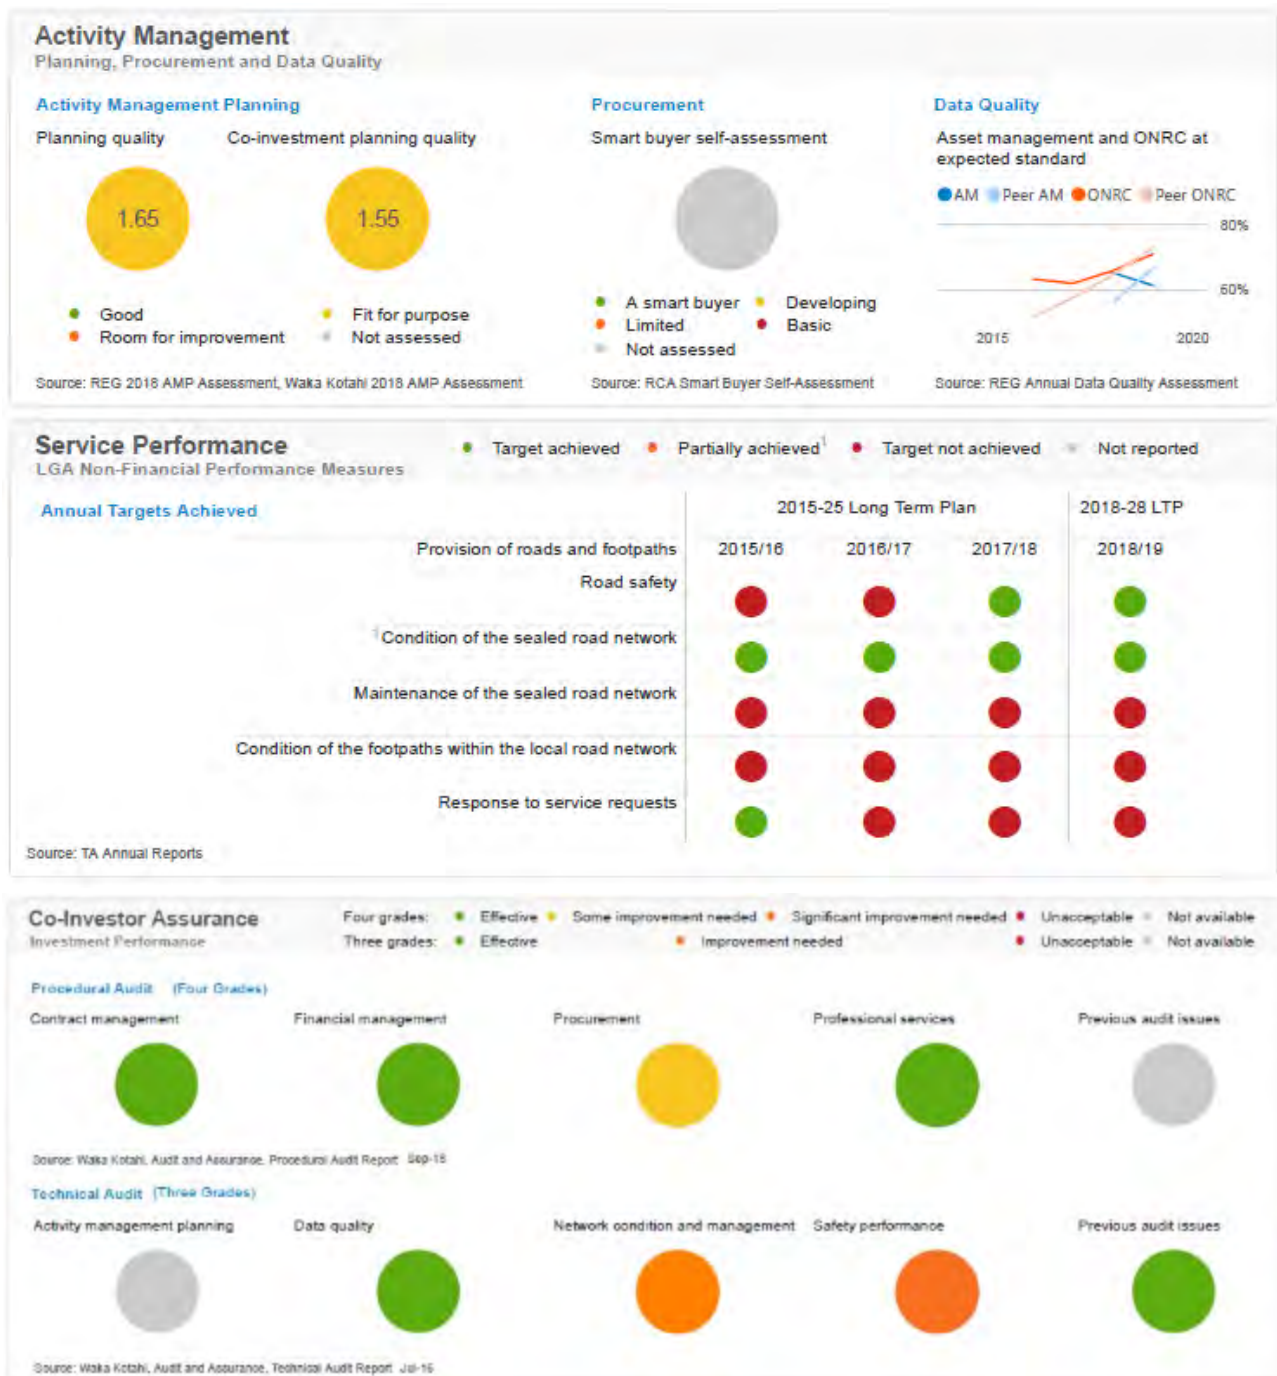 Activity Management
Planning, Procurement and Data Quality
Activity Management Planning
Planning quality
Co-investment planning quality
1.65
1.55
Good
Fit for purpose
Room for improvement
Not assessed
Source: REG 2018 AMP Assessment, Waka Kotahi 2018 AMP Assessment
Procurement
Smart buyer self-assessment
A smart buyer
Developing
Limited
Basic
Not assessed
Source: RCA Smart Buyer Self-Assessment
Data Quality
Asset management and ONRC at
expected standard
AM Peer AM ONRC Peer ONRC
80%
60%
2015 2020
Source: REG Annual Data Quality Assessment
Service Performance
LGA Non-Financial Performance Measures
Target achieved Partially achieved1 Target not achieved Not reported
Annual Targets Achieved
2015-25 Long Term Plan 2018-28 LTP
Provision of roads and footpaths 2015/16 2016/17 2017/18 2018/19
Road safety
1Condition of the sealed road network
Maintenance of the sealed road network
Condition of the footpaths within the local road network
Response to service requests
Source: TA Annual Reports
Co-Investor Assurance
Investment Performance
Four grades: Effective Some improvement needed Significant improvement needed Unacceptable Not available
Three grades: Effective Improvement needed Unacceptable Not available
Procedural Audit (Four Grades)
Contract management Financial management Procurement Professional services Previous audit issues
Source: Waka Kotahi, Audit and Assurance, Procedural Audit Report
Technical Audit (Three Grades)
Activity management planning Data quality Network condition and management Safety performance Previous audit issues
Source: Waka Kotahi, Audit and Assurance, Technical Audit Report Jul-16